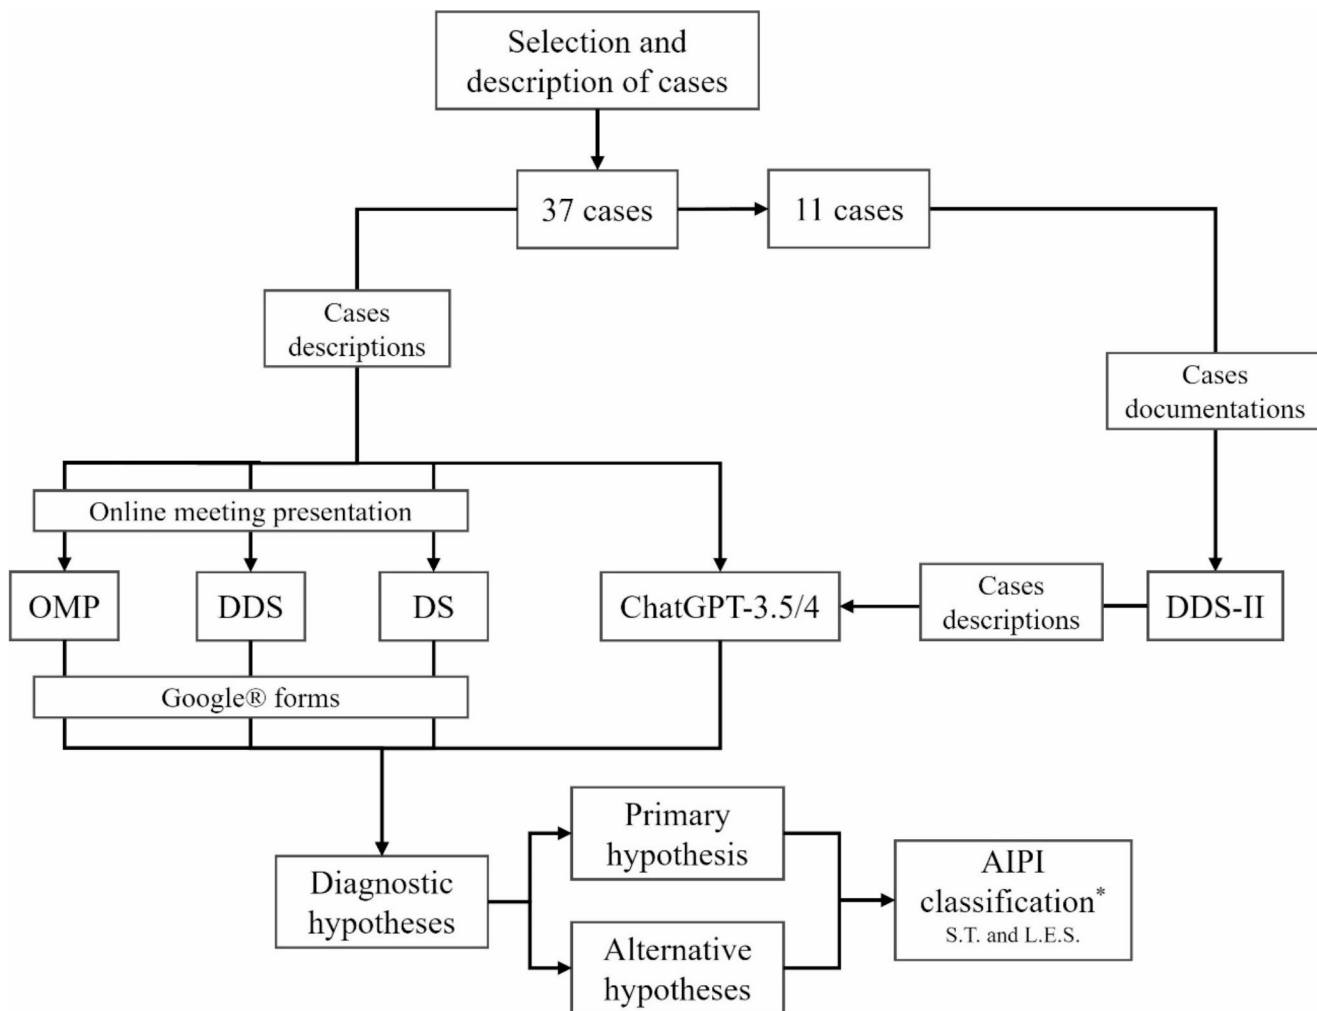 Selection and
description of cases
37 cases
11 cases
Cases
descriptions
Cases
documentations
Online meeting presentation
OMP
DDS
DS
ChatGPT-3.5/4
Cases
descriptions
DDS-II
Google® forms
Primary
hypothesis
Diagnostic
hypotheses
AIPI
classification*
S.T. and L.E.S.
Alternative
hypotheses